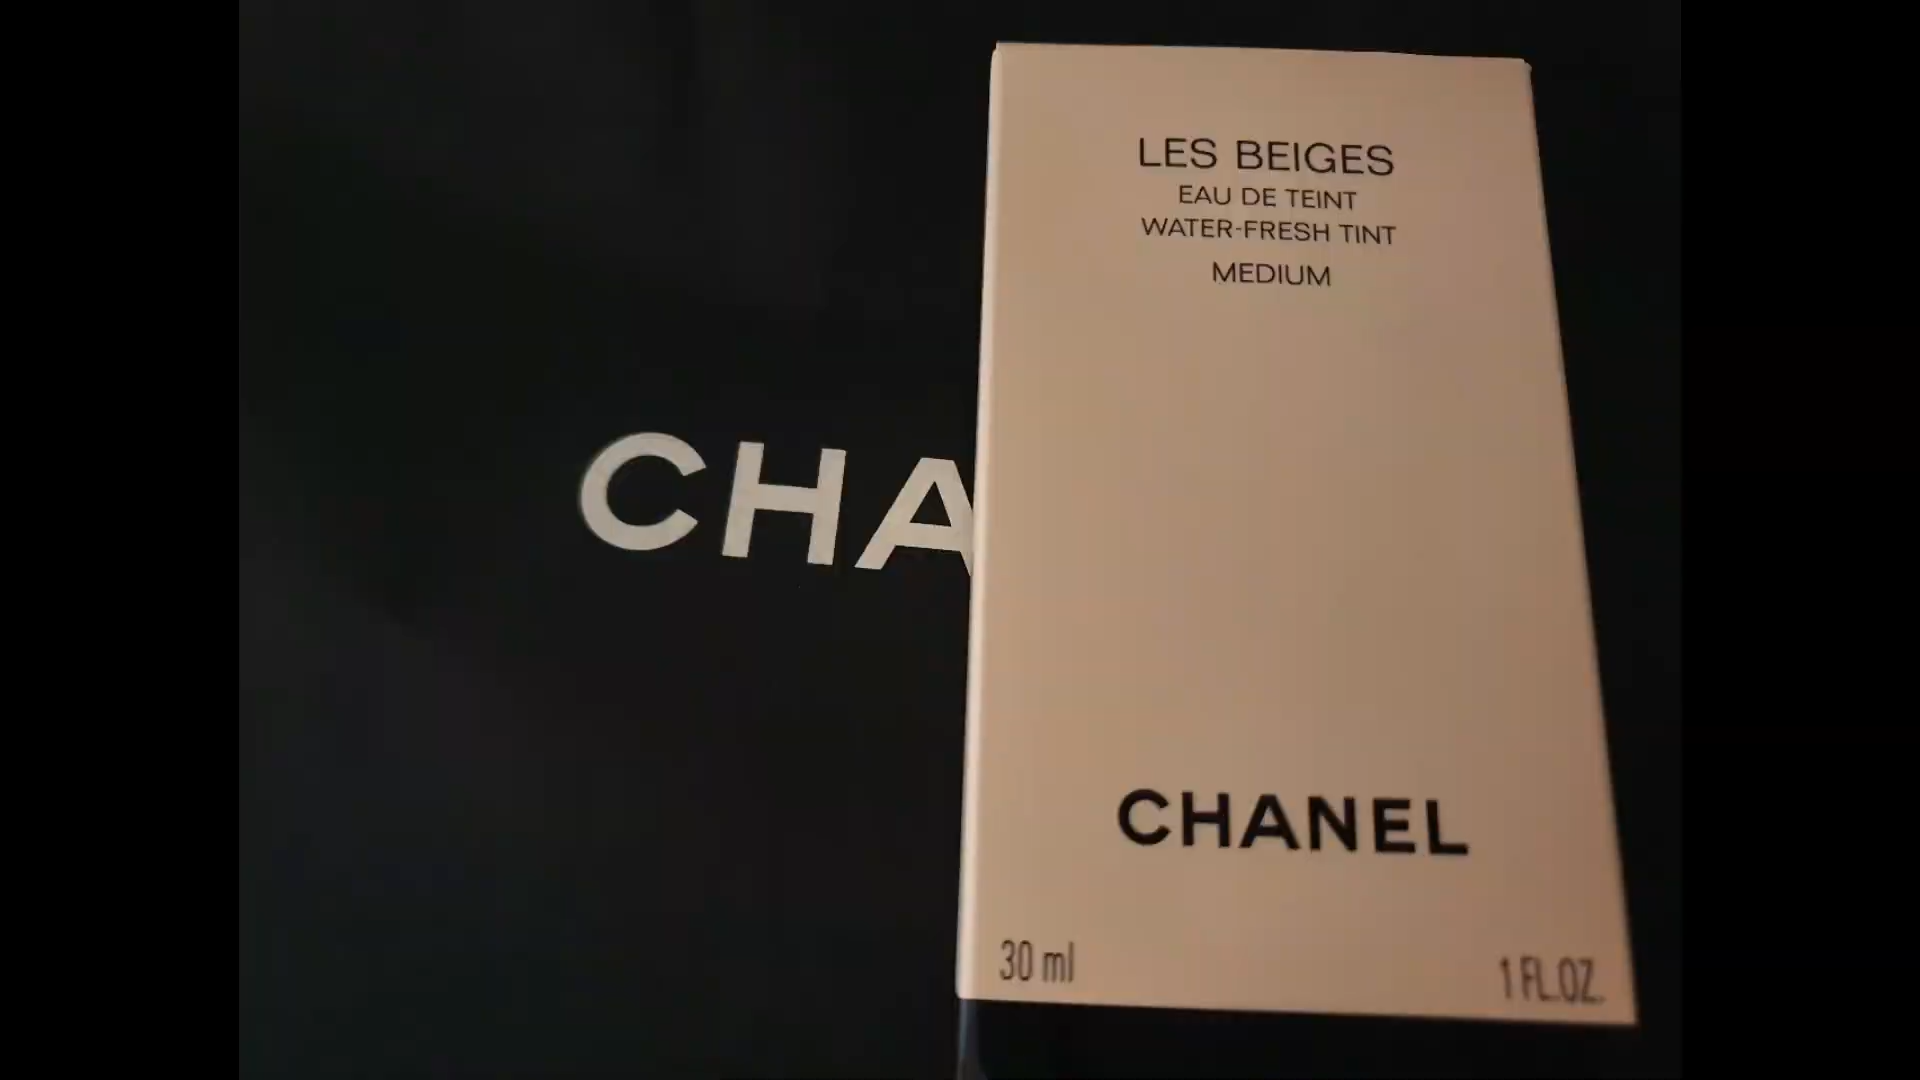 LES BEIGES
EAU DE TEINT
WATER-FRESH TINT
MEDIUM
CHA
CHANEL
30 ml
1 FL.OZ.